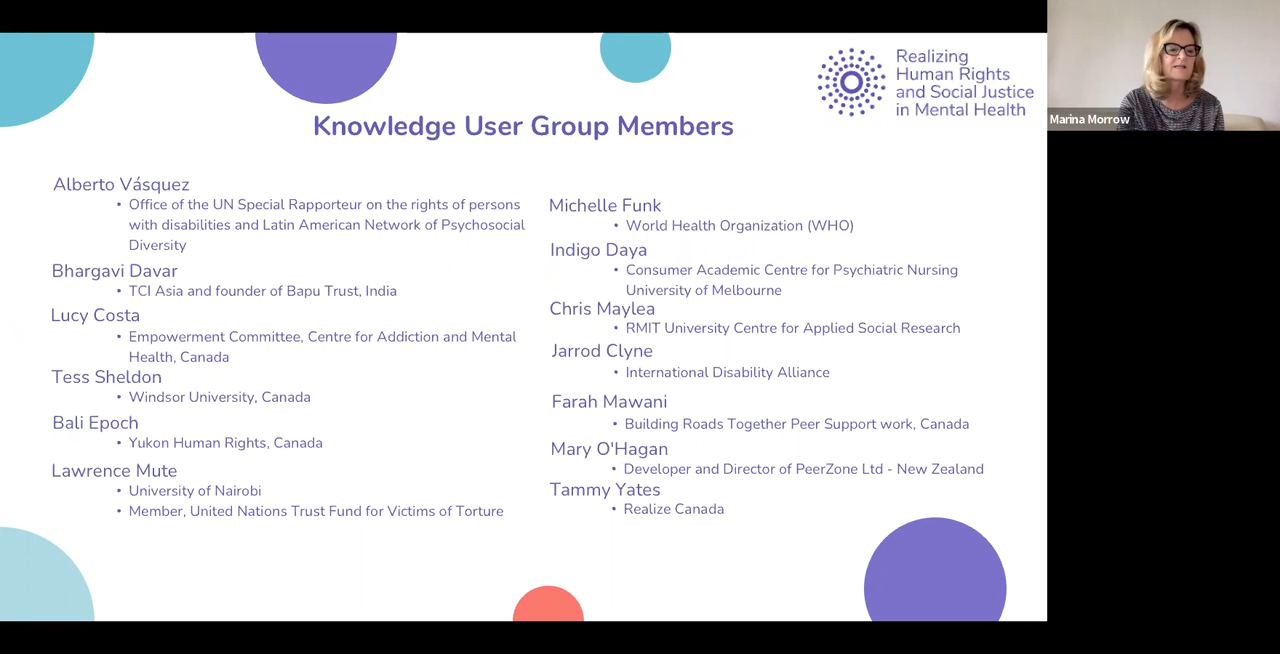 Realizing
Human Rights
and Social Justice
in Mental Health
Marina Morrow
Knowledge User Group Members
Alberto Vásquez
• Office of the UN Special Rapporteur on the rights of persons
with disabilities and Latin American Network of Psychosocial
Diversity
Bhargavi Davar
• TCI Asia and founder of Bapu Trust, India
Lucy Costa
• Empowerment Committee, Centre for Addiction and Mental
Health, Canada
Tess Sheldon
• Windsor University, Canada
Bali Epoch
• Yukon Human Rights, Canada
Lawrence Mute
• University of Nairobi
• Member, United Nations Trust Fund for Victims of Torture
Michelle Funk
• World Health Organization (WHO)
Indigo Daya
• Consumer Academic Centre for Psychiatric Nursing
University of Melbourne
Chris Maylea
• RMIT University Centre for Applied Social Research
Jarrod Clyne
• International Disability Alliance
Farah Mawani
• Building Roads Together Peer Support work, Canada
Mary O'Hagan
• Developer and Director of PeerZone Ltd - New Zealand
Tammy Yates
• Realize Canada